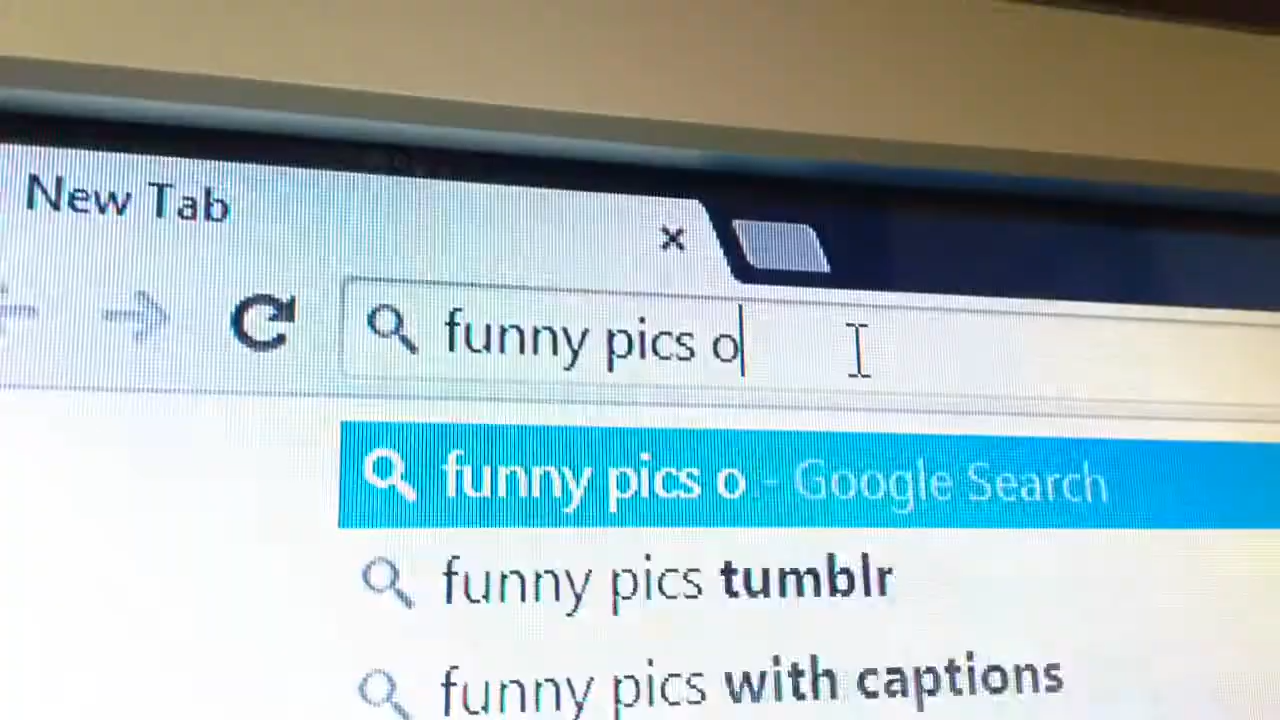 New Tab
funny pics o
funny pics o - Google Search
funny pics tumblr
funny pics with captions